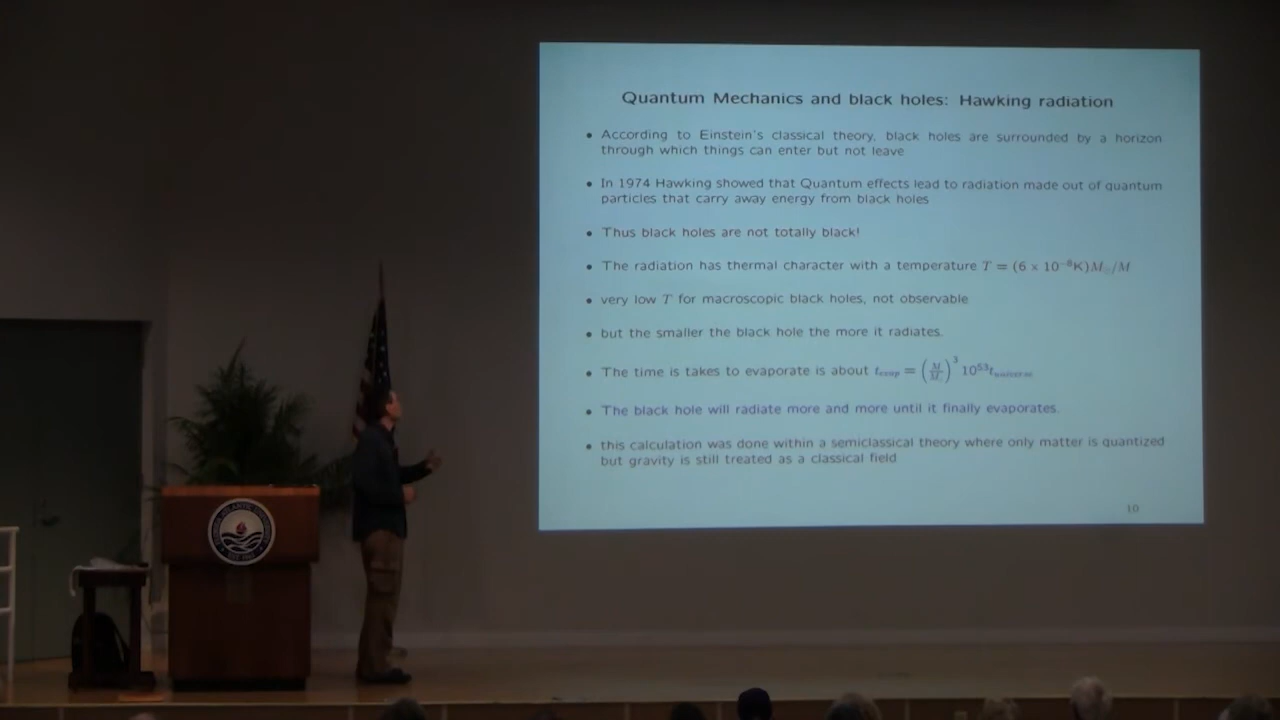 Quantum Mechanics and black holes: Hawking radiation
• According to Einstein's classical theory, black holes are surrounded by a horizon
through which things can enter but not leave
• In 1974 Hawking showed that Quantum effects lead to radiation made out of quantum
particles that carry away energy from black holes
• Thus black holes are not totally black!
• The radiation has thermal character with a temperature T = (6 × 10⁻⁸K)M☉/M
• very low T for macroscopic black holes, not observable
• but the smaller the black hole the more it radiates.
• The time is takes to evaporate is about t_evap = (M/M☉)³ 10⁵³t_universe
• The black hole will radiate more and more until it finally evaporates.
• this calculation was done within a semiclassical theory where only matter is quantized
but gravity is still treated as a classical field
10
ATLANTIC